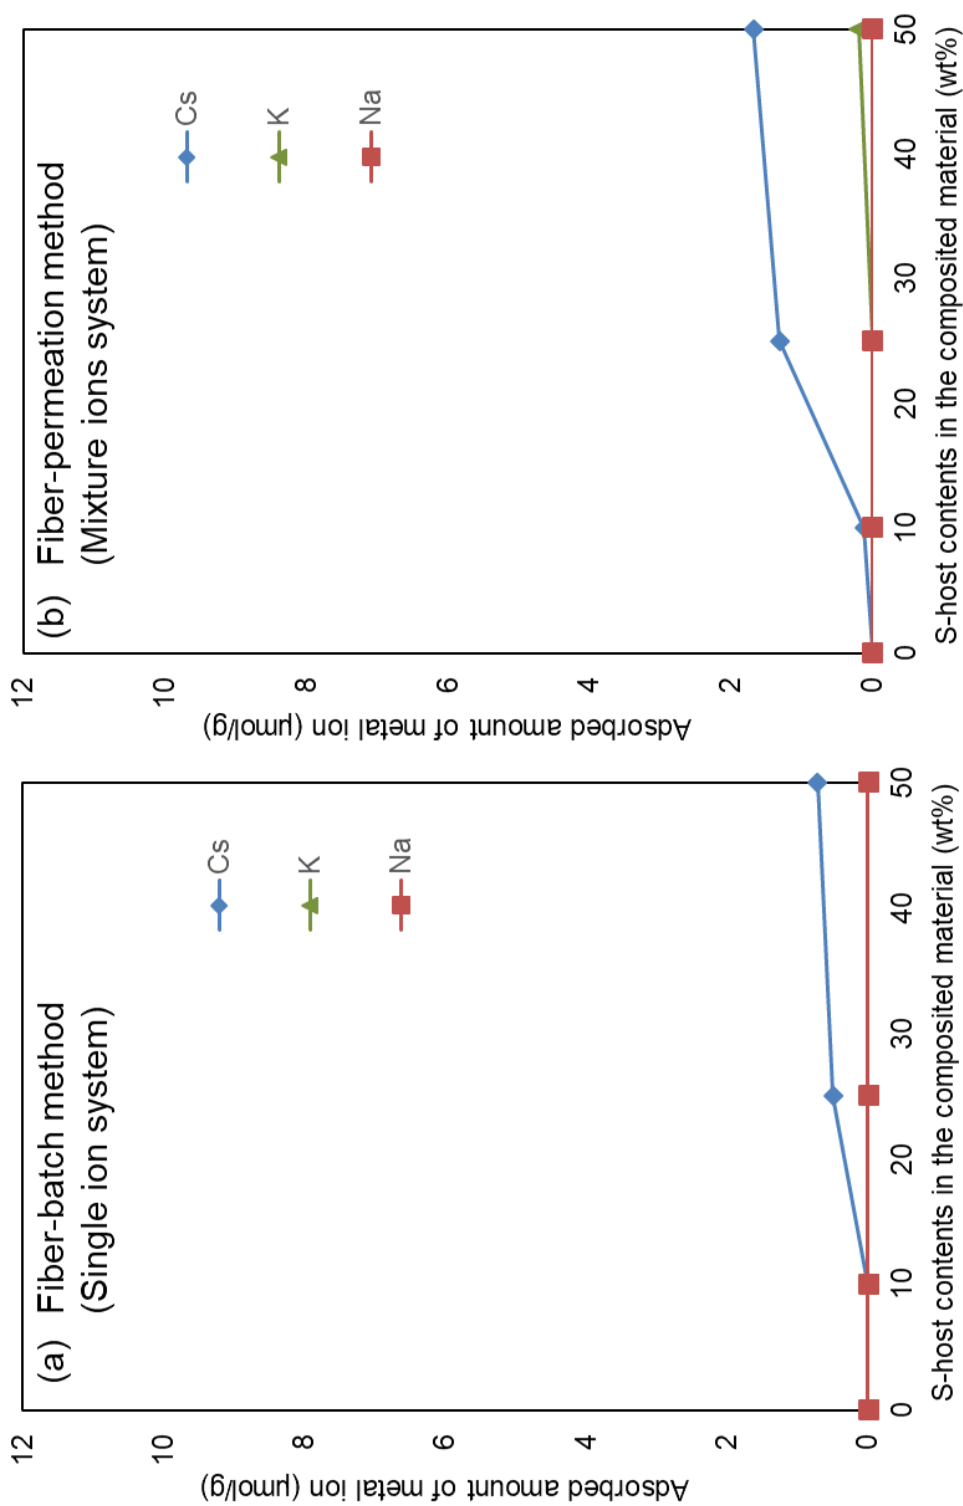 (a) Fiber-batch method
(Single ion system)
Cs
K
Na
12
10
8
6
4
2
0
Adsorbed amount of metal ion (μmol/g)
0 10 20 30 40 50
S-host contents in the composited material (wt%)
(b) Fiber-permeation method
(Mixture ions system)
Cs
K
Na
12
10
8
6
4
2
0
Adsorbed amount of metal ion (μmol/g)
0 10 20 30 40 50
S-host contents in the composited material (wt%)